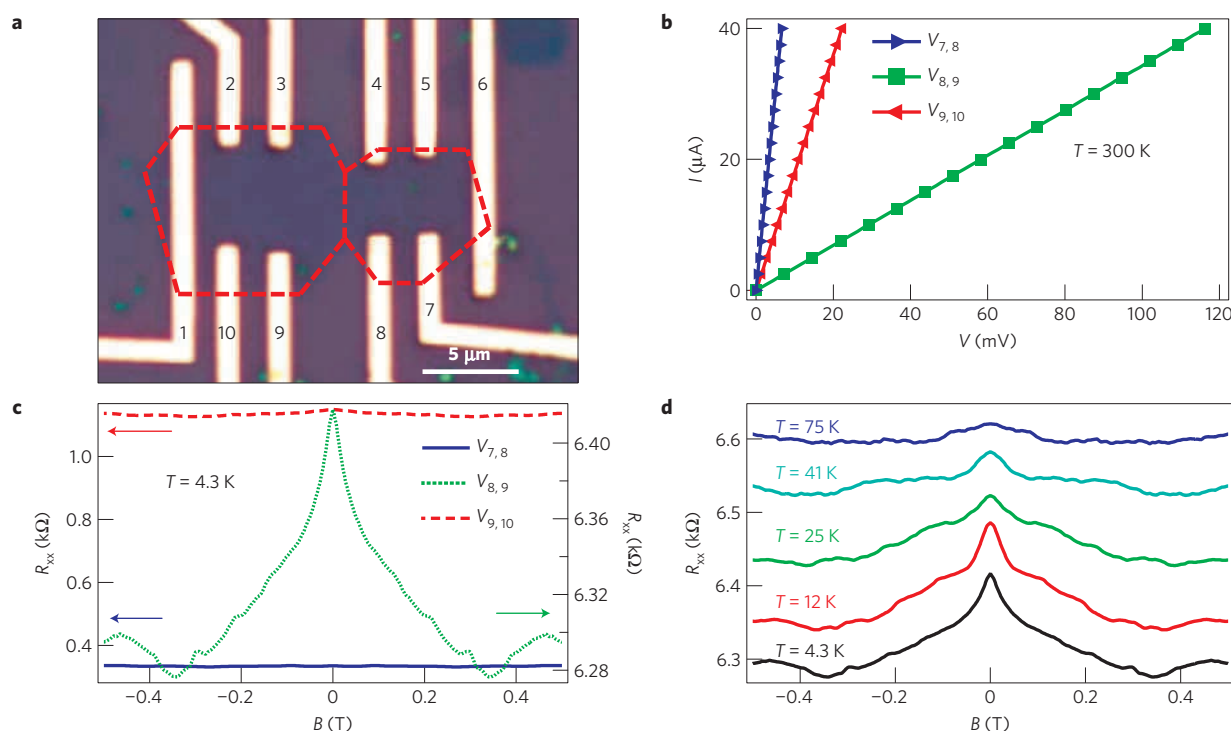 a
2
3
4
5
6
1
10
9
8
7
5 μm
b
40
20
0
I (μA)
V7, 8
V8, 9
V9, 10
T = 300 K
0 20 40 60 80 100 120
V (mV)
c
1.0
0.8
0.6
0.4
Rxx (kΩ)
T = 4.3 K
V7, 8
V8, 9
V9, 10
6.40
6.36
6.32
6.28
Rxx (kΩ)
−0.4 −0.2 0 0.2 0.4
B (T)
d
6.6
6.5
6.4
6.3
Rxx (kΩ)
T = 75 K
T = 41 K
T = 25 K
T = 12 K
T = 4.3 K
−0.4 −0.2 0 0.2 0.4
B (T)